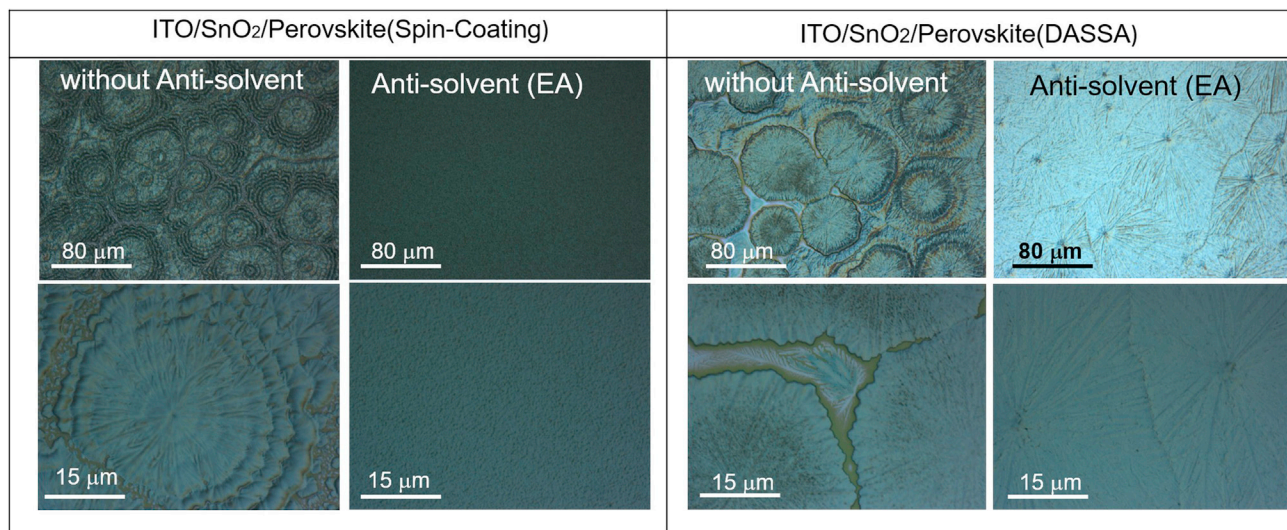 ITO/SnO₂/Perovskite(Spin-Coating)
ITO/SnO₂/Perovskite(DASSA)
without Anti-solvent
Anti-solvent (EA)
without Anti-solvent
Anti-solvent (EA)
80 μm
80 μm
80 μm
80 μm
15 μm
15 μm
15 μm
15 μm